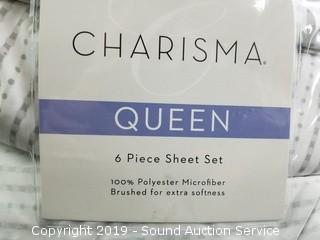 CHARISMA®
QUEEN
6 Piece Sheet Set
100% Polyester Microfiber
Brushed for extra softness
Copyright 2019 - Sound Auction Service